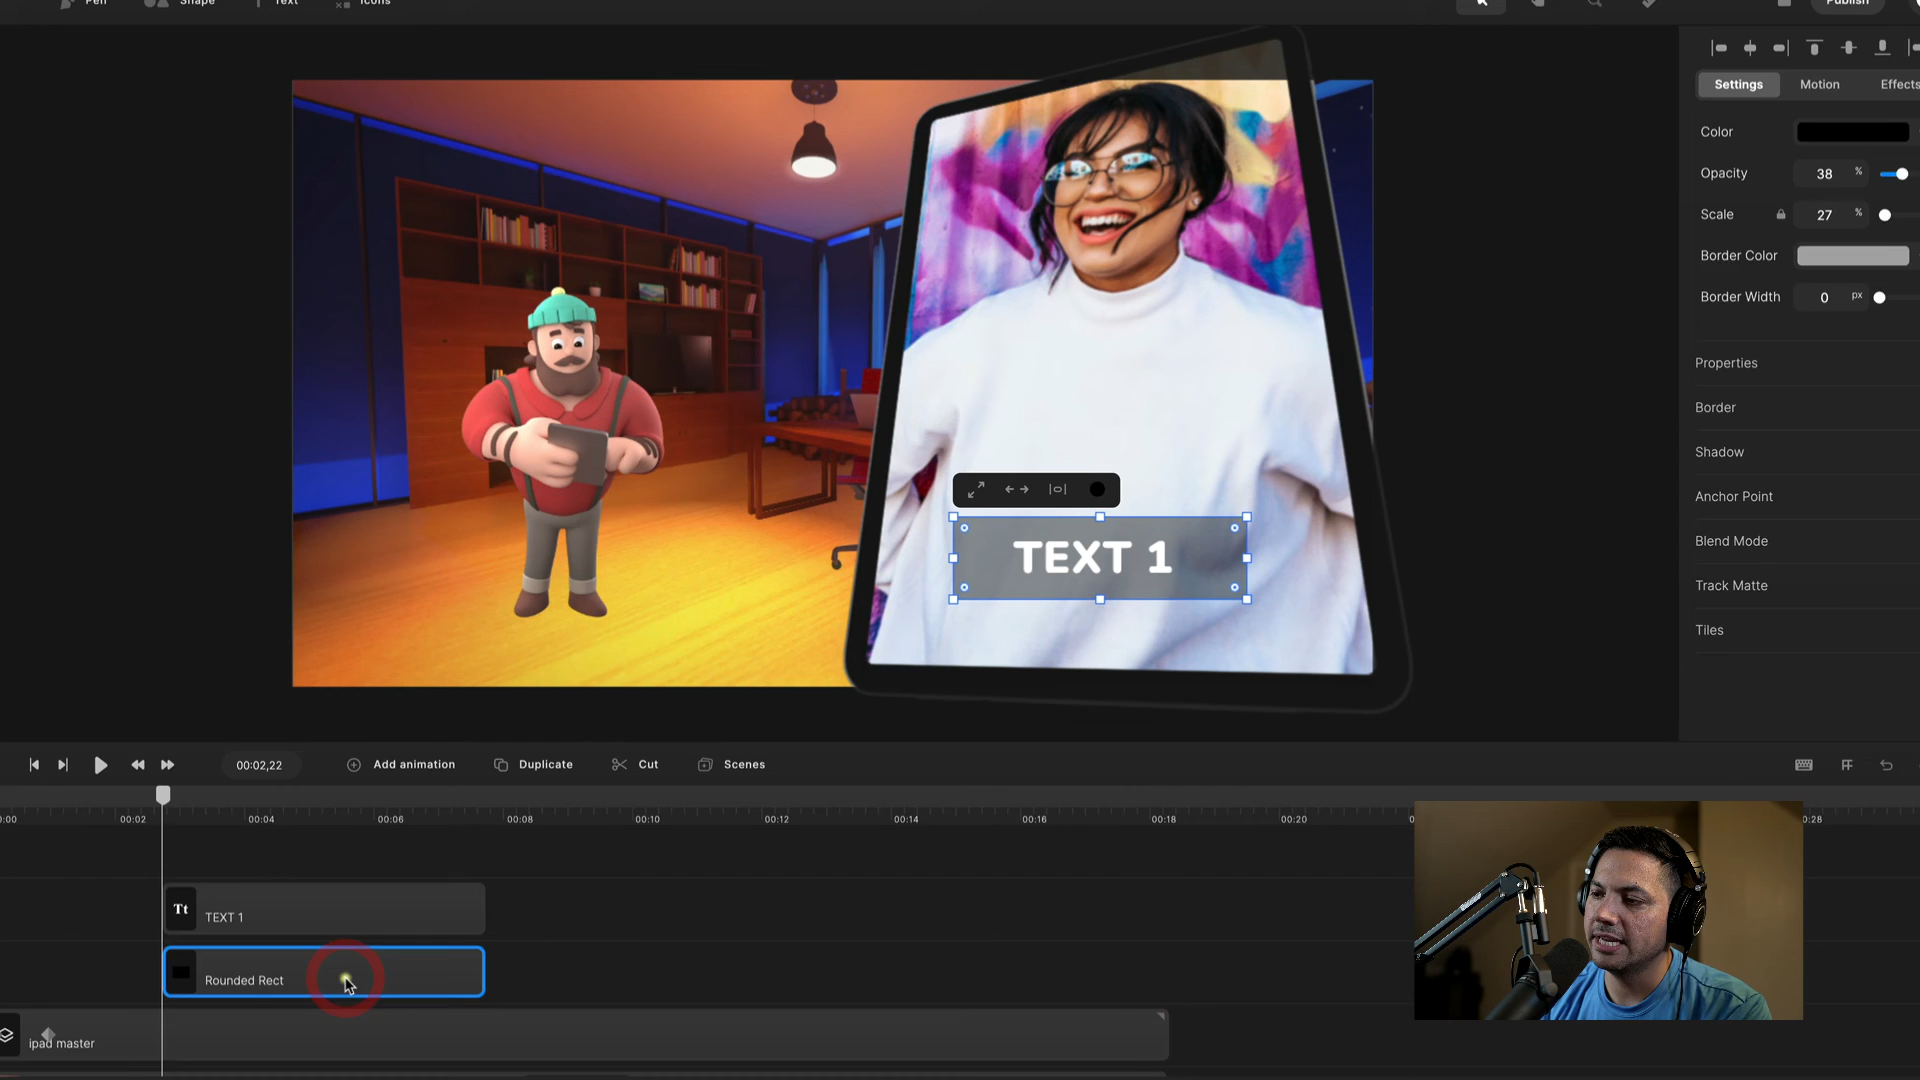 Pen Shape Text Icons Publish
Settings Motion Effects
Color
Opacity 38 %
Scale 27 %
Border Color
Border Width 0 px
Properties
Border
Shadow
Anchor Point
Blend Mode
Track Matte
Tiles
TEXT 1
00:02,22 Add animation Duplicate Cut Scenes
0:00 00:02 00:04 00:06 00:08 00:10 00:12 00:14 00:16 00:18 00:20 0:28
Tt TEXT 1
Rounded Rect
ipad master